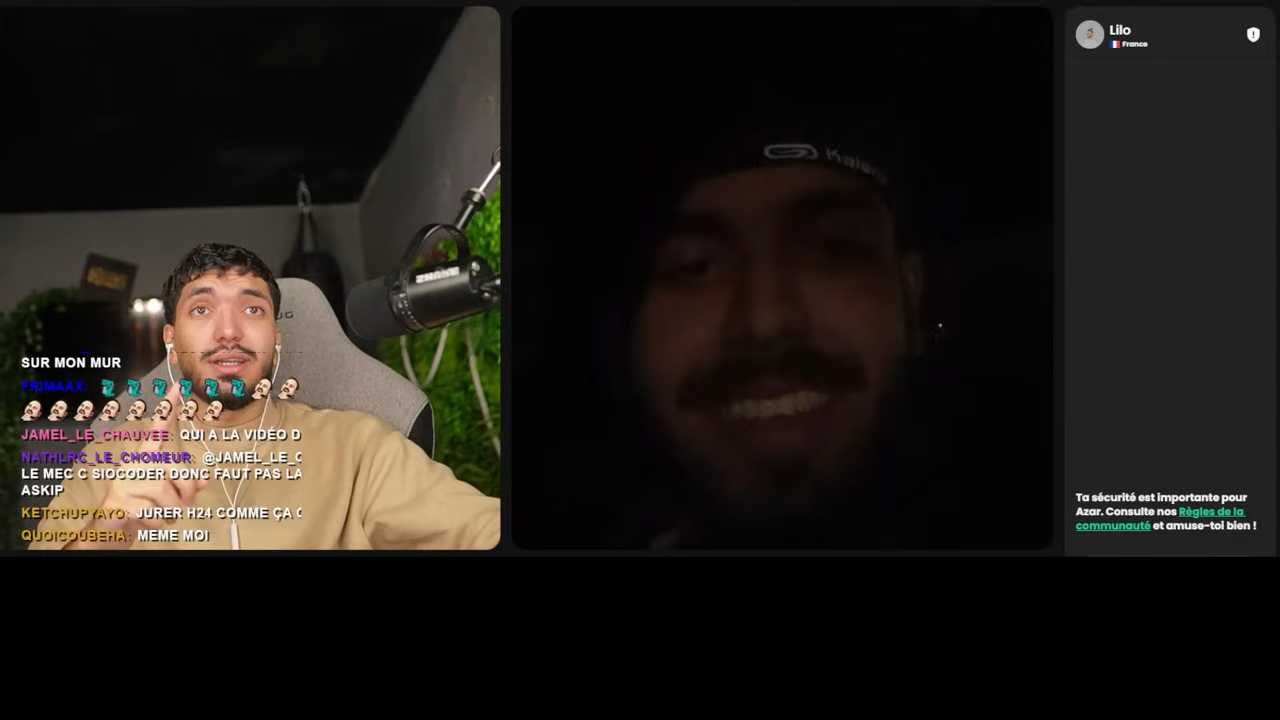 SUR MON MUR
FRIMAAX:
JAMEL_LE_CHAUVEE: QUI A LA VIDÉO D
NATHLRC_LE_CHOMEUR: @JAMEL_LE_C
LE MEC C SIOCODER DONC FAUT PAS LA
ASKIP
KETCHUPYAYO: JURER H24 COMME ÇA C
QUOICOUBEHA: MEME MOI
Lilo
France
Ta sécurité est importante pour
Azar. Consulte nos Règles de la
communauté et amuse-toi bien !